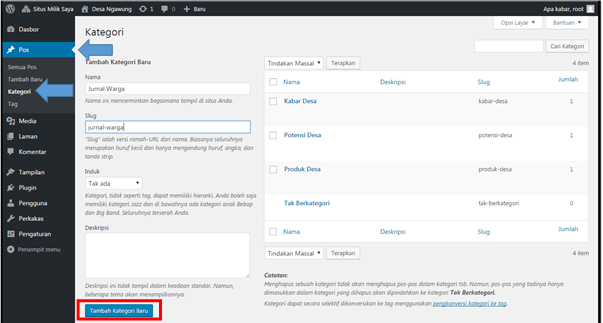 Situs Milik Saya Desa Ngawung 1 0 + Baru Apa kabar, root
Opsi Layar Bantuan
Dasbor
Pos
Semua Pos
Tambah Baru
Kategori
Tag
Media
Laman
Komentar
Tampilan
Plugin
Pengguna
Perkakas
Pengaturan
Persempit menu
Kategori
Cari Kategori
Tambah Kategori Baru
Nama
Jurnal Warga
Nama ini mencerminkan bagaimana tampil di situs Anda.
Slug
jurnal-warga
"Slug" ialah versi ramah-URL dari nama. Biasanya seluruhnya
merupakan huruf kecil dan hanya mengandung huruf, angka, dan
tanda strip.
Induk
Tak ada
Kategori, tidak seperti tag, dapat memiliki hierarki. Anda boleh saja
memiliki kategori Jazz dan di bawahnya ada kategori anak Bebop
dan Big Band. Seluruhnya terserah Anda.
Deskripsi
Deskripsi ini tidak tampil dalam keadaan standar. Namun,
beberapa tema akan menampilkannya.
Tambah Kategori Baru
Tindakan Massal Terapkan 4 item
Nama Deskripsi Slug Jumlah
Kabar Desa kabar-desa 1
Potensi Desa potensi-desa 1
Produk Desa produk-desa 1
Tak Berkategori tak-berkategori 0
Nama Deskripsi Slug Jumlah
Tindakan Massal Terapkan 4 item
Catatan:
Menghapus sebuah kategori tidak akan menghapus pos-pos dalam kategori tsb. Namun, pos-pos yang tadinya hanya
dimasukkan dalam kategori yang dihapus akan dipindahkan ke kategori Tak Berkategori.
Kategori dapat secara selektif dikonversikan ke tag menggunakan pengkonversi kategori ke tag.